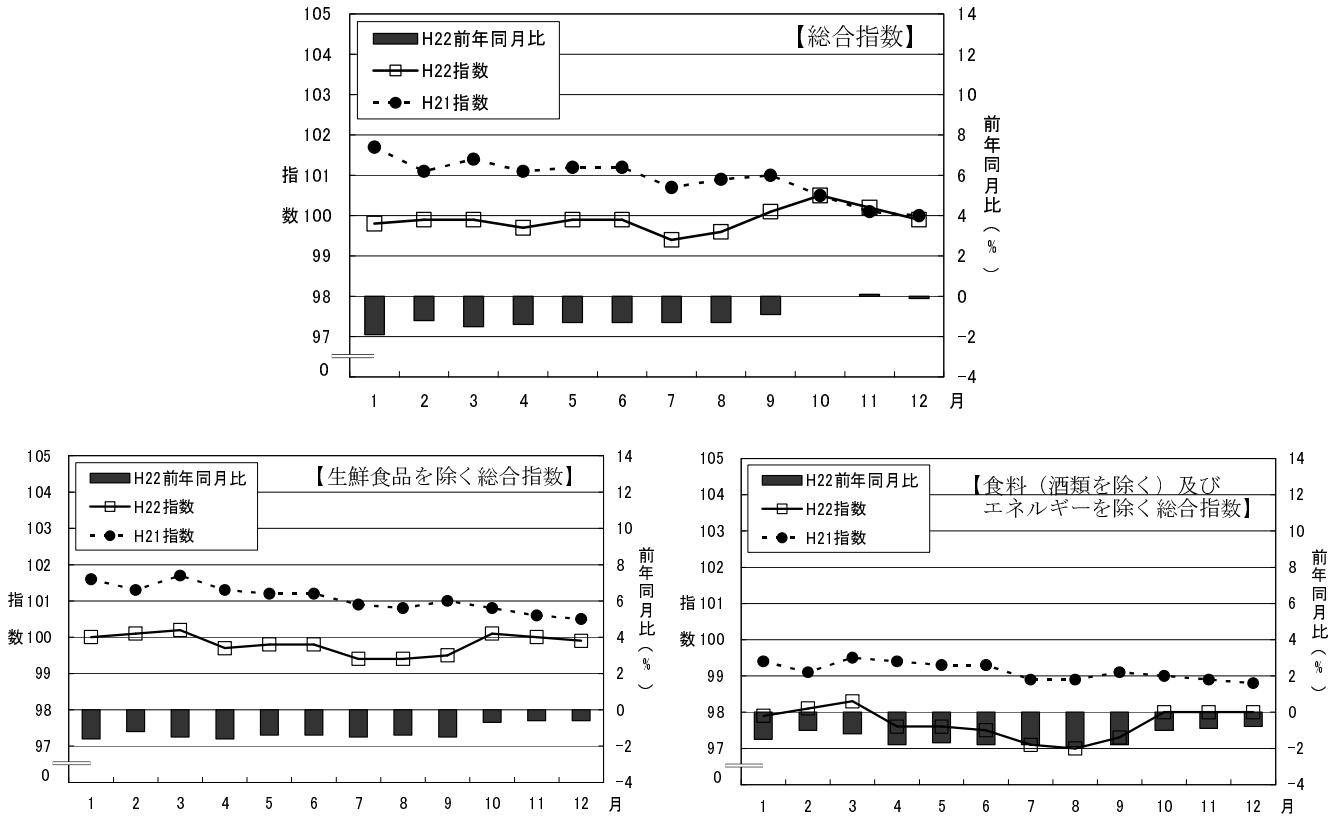 【総合指数】
H22前年同月比
H22指数
H21指数
105
104
103
102
101
100
99
98
97
0
指数
14
12
10
8
6
4
2
0
-2
-4
前年同月比(%)
1 2 3 4 5 6 7 8 9 10 11 12 月
【生鮮食品を除く総合指数】
H22前年同月比
H22指数
H21指数
105
104
103
102
101
100
99
98
97
0
指数
14
12
10
8
6
4
2
0
-2
-4
前年同月比(%)
1 2 3 4 5 6 7 8 9 10 11 12 月
【食料(酒類を除く)及び
エネルギーを除く総合指数】
H22前年同月比
H22指数
H21指数
105
104
103
102
101
100
99
98
97
0
指数
14
12
10
8
6
4
2
0
-2
-4
前年同月比(%)
1 2 3 4 5 6 7 8 9 10 11 12 月